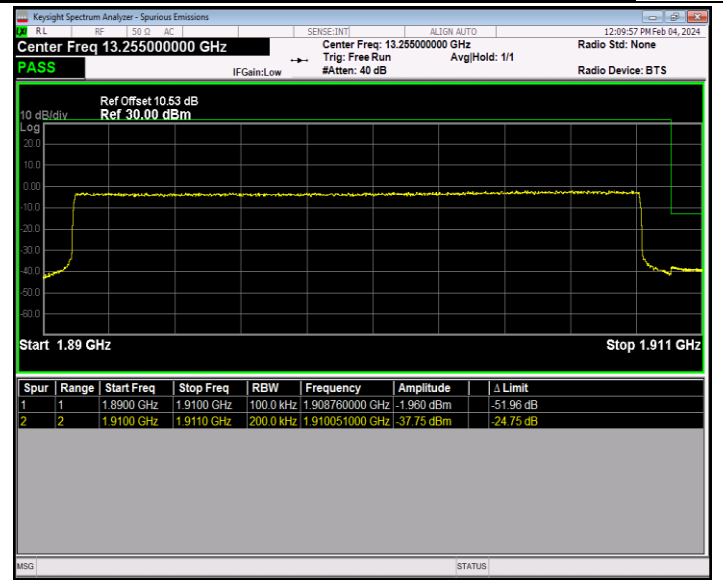 Keysight Spectrum Analyzer - Spurious Emissions
RL RF 50 Ω AC SENSE:INT ALIGN AUTO 12:09:57 PM Feb 04, 2024
Center Freq 13.255000000 GHz Center Freq: 13.255000000 GHz Radio Std: None
Trig: Free Run Avg|Hold: 1/1
PASS IFGain:Low #Atten: 40 dB Radio Device: BTS
Ref Offset 10.53 dB
10 dB/div Ref 30.00 dBm
Log
20.0
10.0
0.00
-10.0
-20.0
-30.0
-40.0
-50.0
-60.0
Start 1.89 GHz Stop 1.911 GHz
Spur Range Start Freq Stop Freq RBW Frequency Amplitude Δ Limit
1 1 1.8900 GHz 1.9100 GHz 100.0 kHz 1.908760000 GHz -1.960 dBm -51.96 dB
2 2 1.9100 GHz 1.9110 GHz 200.0 kHz 1.910051000 GHz -37.75 dBm -24.75 dB
MSG STATUS